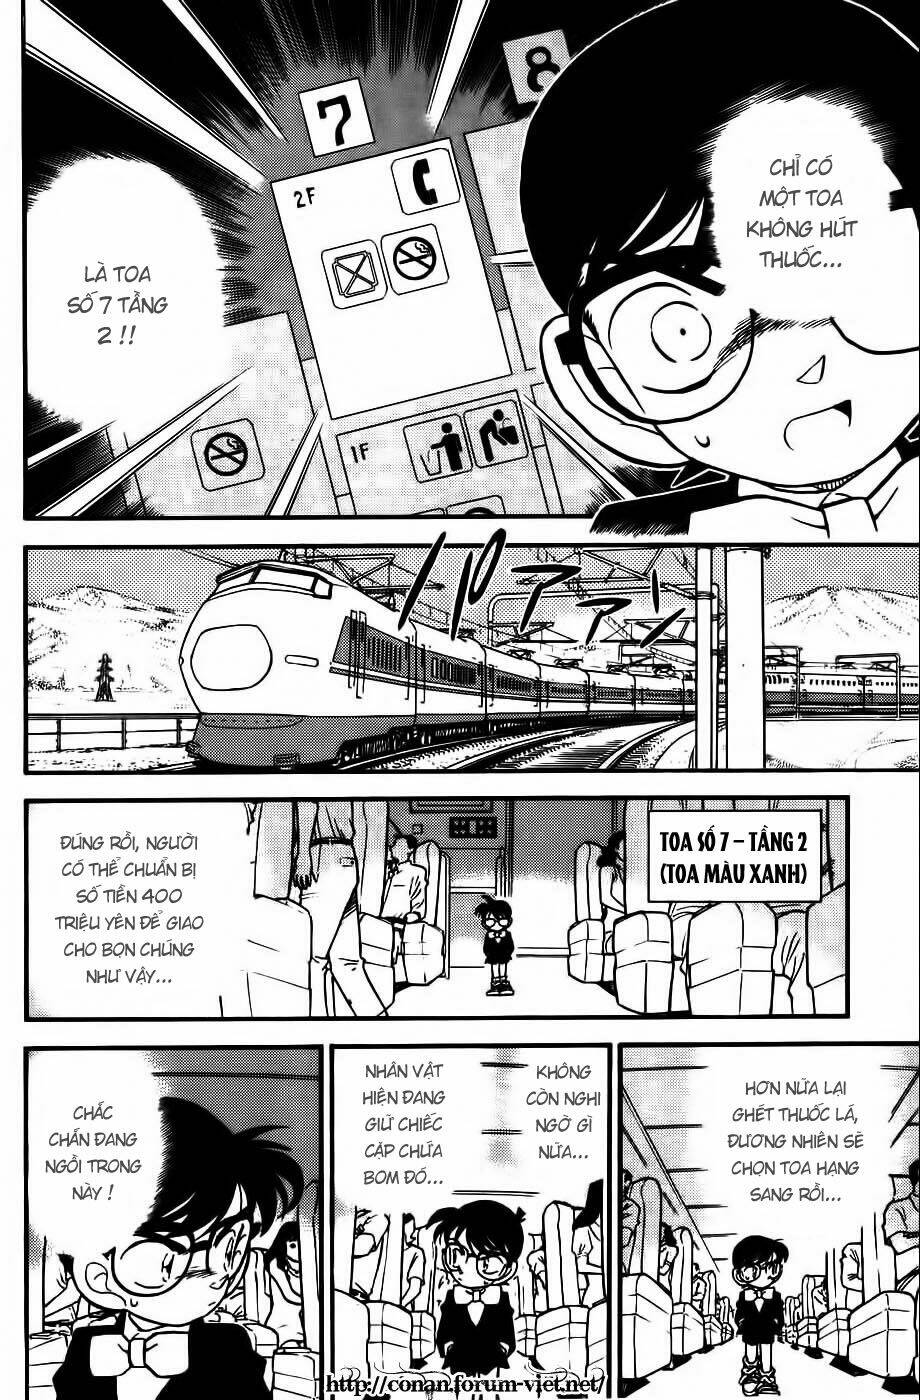 CHỈ CÓ
MỘT TOA
KHÔNG HÚT
THUỐC...
8
7
2F
1F
LÀ TOA
SỐ 7 TẦNG
2 !!
パアアン
TOA SỐ 7 – TẦNG 2
(TOA MÀU XANH)
ĐÚNG RỒI, NGƯỜI
CÓ THỂ CHUẨN BỊ
SỐ TIỀN 400
TRIỆU YÊN ĐỂ GIAO
CHO BỌN CHÚNG
NHƯ VẬY...
HƠN NỮA LẠI
GHÉT THUỐC LÁ,
ĐƯƠNG NHIÊN SẼ
CHỌN TOA HẠNG
SANG RỒI...
KHÔNG
CÒN NGHI
NGỜ GÌ
NỮA...
NHÂN VẬT
HIỆN ĐANG
GIỮ CHIẾC
CẶP CHỨA
BOM ĐÓ...
CHẮC
CHẮN ĐANG
NGỒI TRONG
NÀY !
http://conan.forum-viet.net/